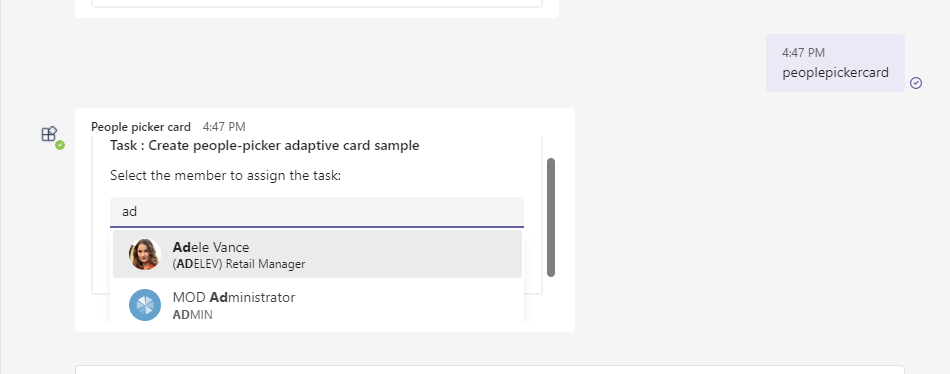 4:47 PM
peoplepickercard
People picker card 4:47 PM
Task : Create people-picker adaptive card sample
Select the member to assign the task:
ad
Adele Vance
(ADELEV) Retail Manager
MOD Administrator
ADMIN